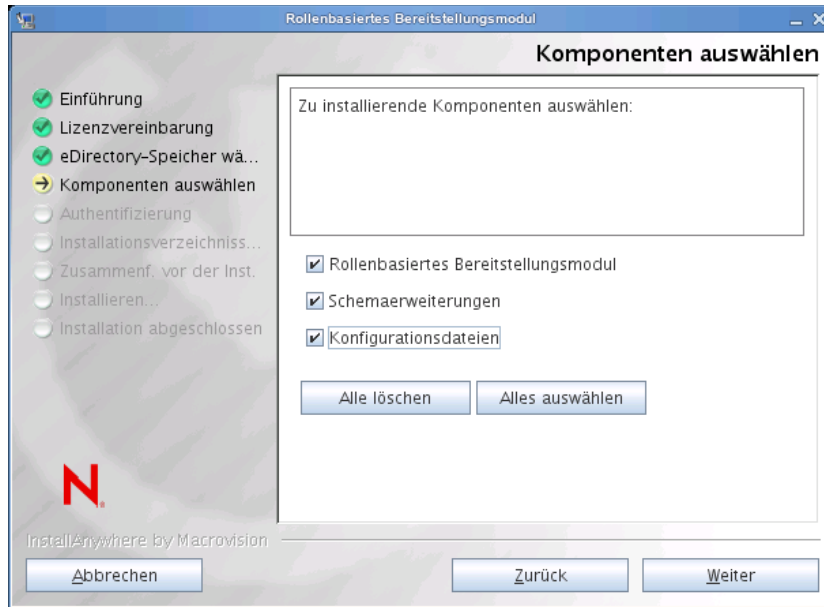 Rollenbasiertes Bereitstellungsmodul
Komponenten auswählen
Einführung
Lizenzvereinbarung
eDirectory-Speicher wä...
Komponenten auswählen
Authentifizierung
Installationsverzeichniss...
Zusammenf. vor der Inst.
Installieren...
Installation abgeschlossen
Zu installierende Komponenten auswählen:
Rollenbasiertes Bereitstellungsmodul
Schemaerweiterungen
Konfigurationsdateien
Alle löschen
Alles auswählen
N
InstallAnywhere by Macrovision
Abbrechen
Zurück
Weiter